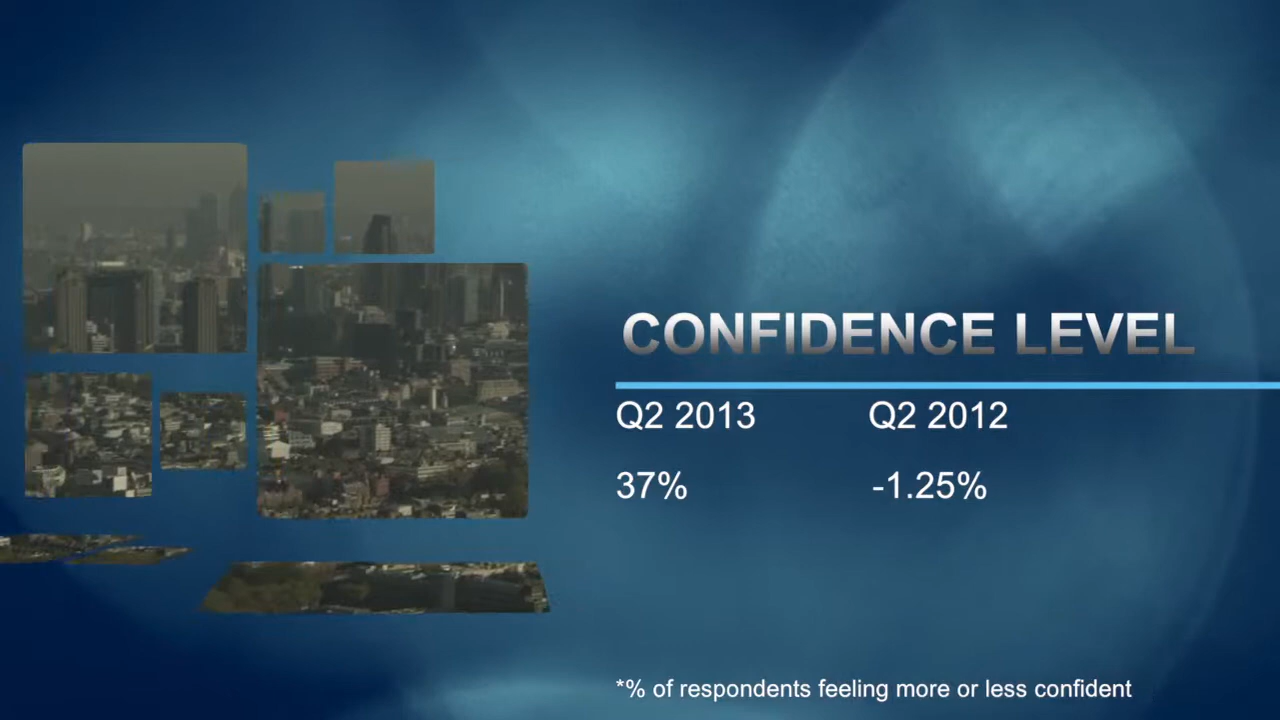 CONFIDENCE LEVEL
Q2 2013 Q2 2012
37% -1.25%
*% of respondents feeling more or less confident